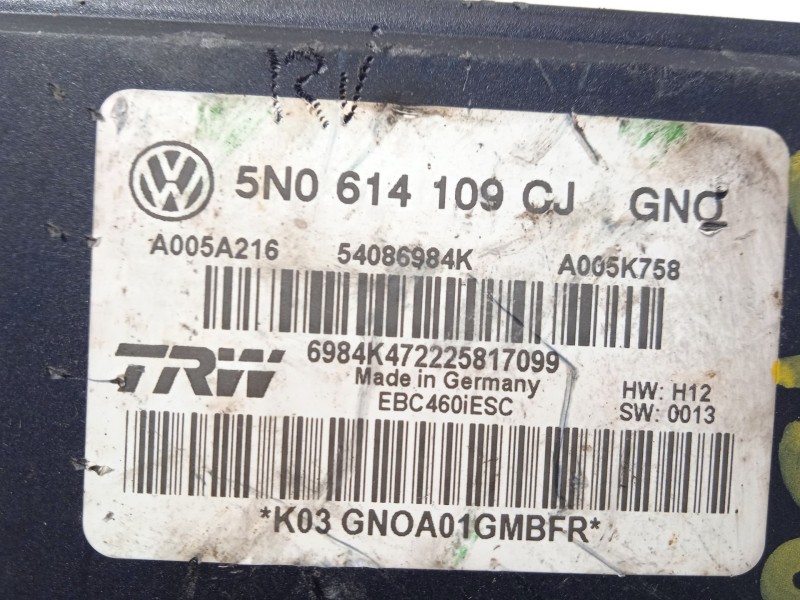 RV
5N0 614 109 CJ GNO
A005A216 54086984K A005K758
6984K472225817099
TRW
Made in Germany
EBC460iESC
HW: H12
SW: 0013
*K03 GNOA01GMBFR*